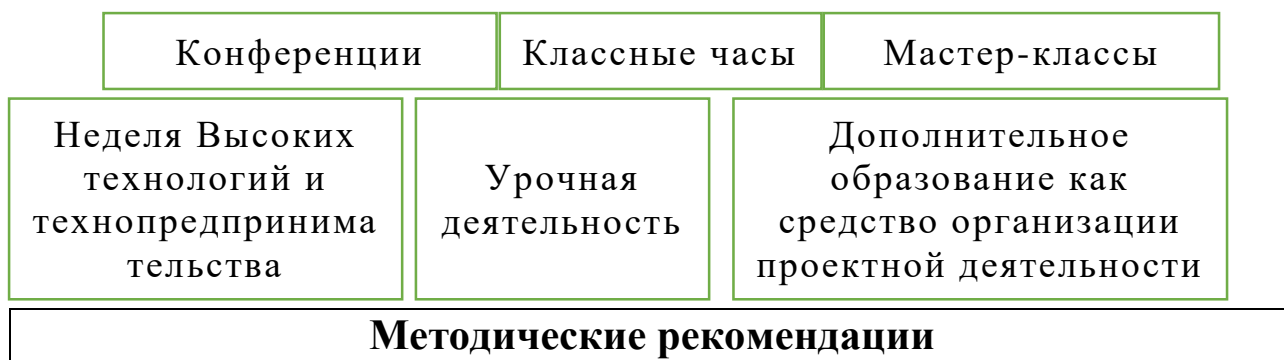 Конференции
Классные часы
Мастер-классы
Неделя Высоких
технологий и
технопредпринима
тельства
Урочная
деятельность
Дополнительное
образование как
средство организации
проектной деятельности
Методические рекомендации